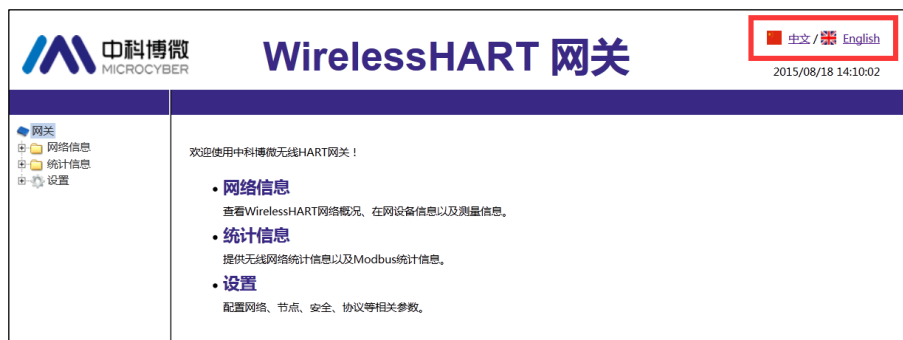 中科博微
MICROCYBER
WirelessHART 网关
中文 / English
2015/08/18 14:10:02
网关
网络信息
统计信息
设置
欢迎使用中科博微无线HART网关！
• 网络信息
查看WirelessHART网络概况、在网设备信息以及测量信息。
• 统计信息
提供无线网络统计信息以及Modbus统计信息。
• 设置
配置网络、节点、安全、协议等相关参数。